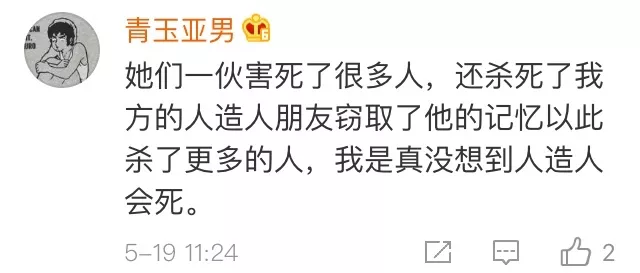 青玉亚男
她们一伙害死了很多人，还杀死了我
方的人造人朋友窃取了他的记忆以此
杀了更多的人，我是真没想到人造人
会死。
5-19 11:24 2